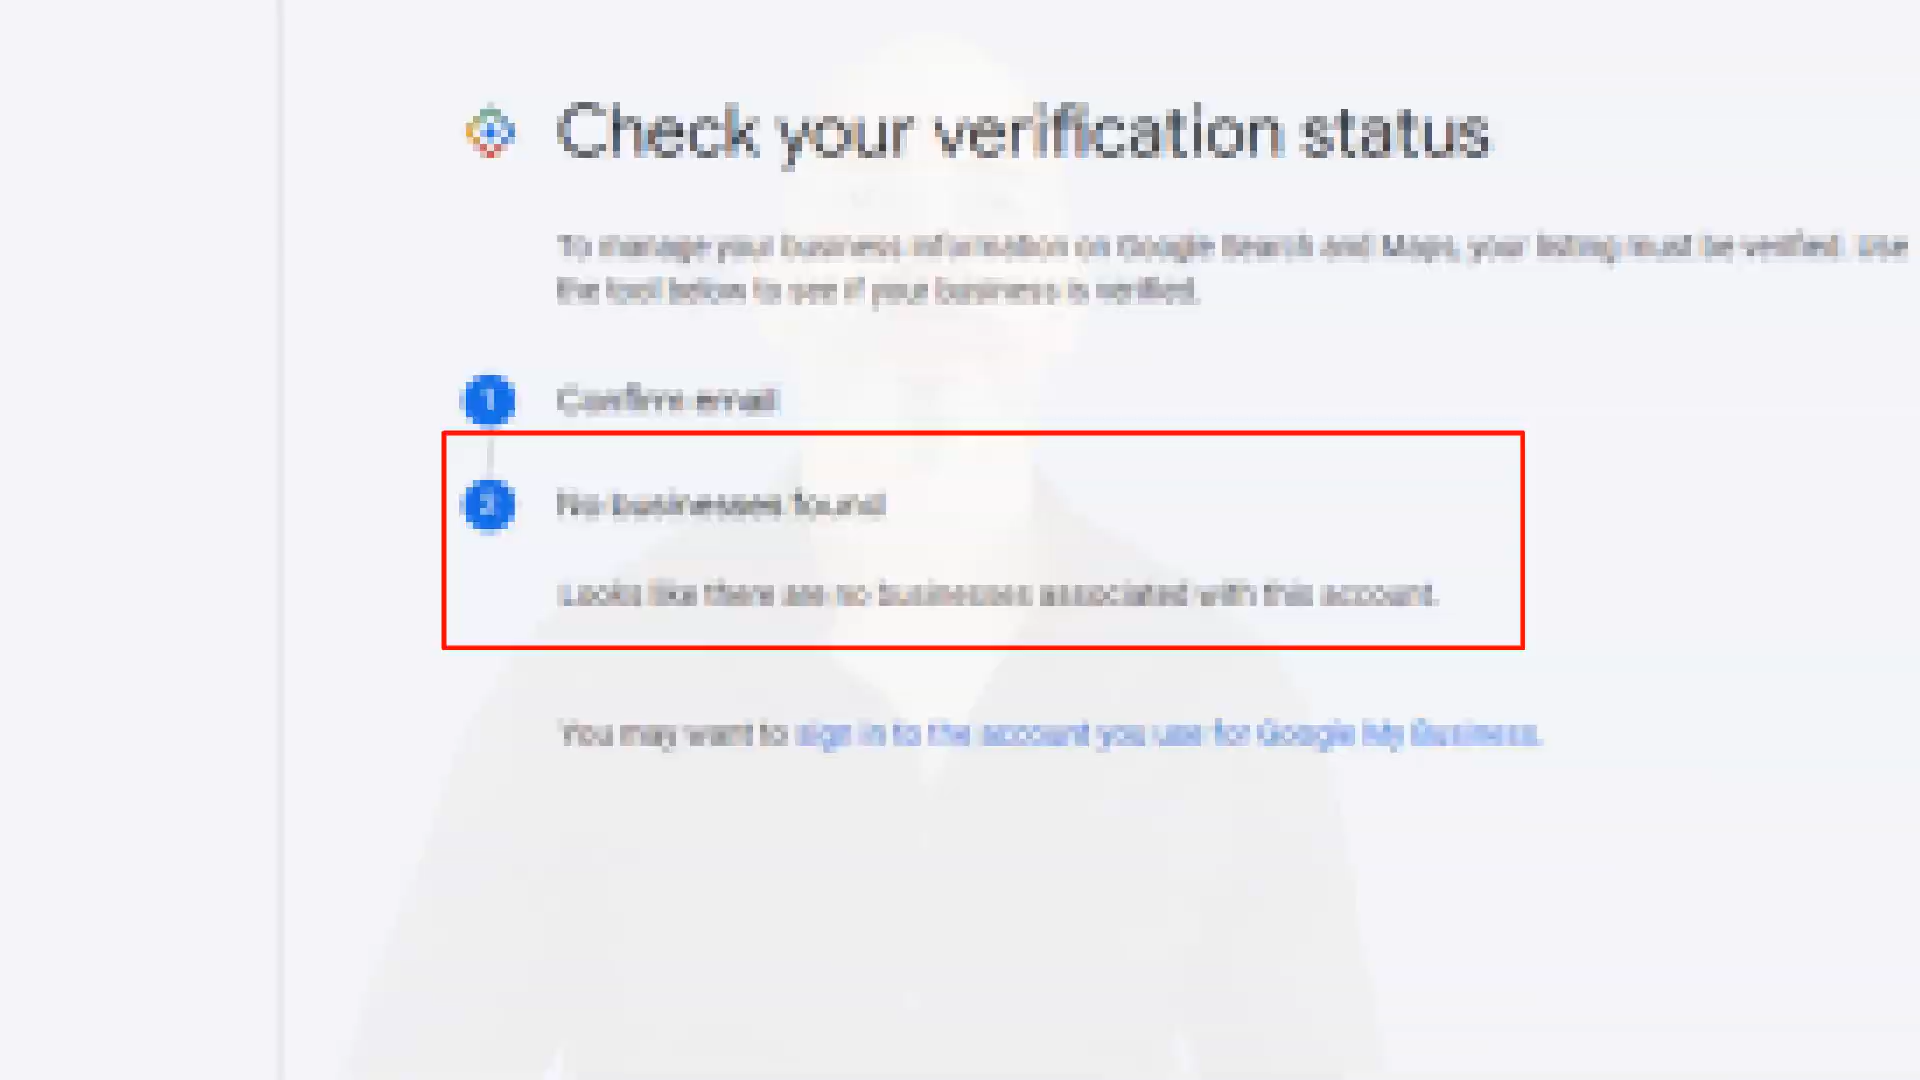 Check your verification status
To manage your business information on Google Search and Maps, your listing must be verified. Use
the tool below to see if your business is verified.
1 Confirm email
2 No businesses found
Looks like there are no businesses associated with this account.
You may want to sign in to the account you use for Google My Business.